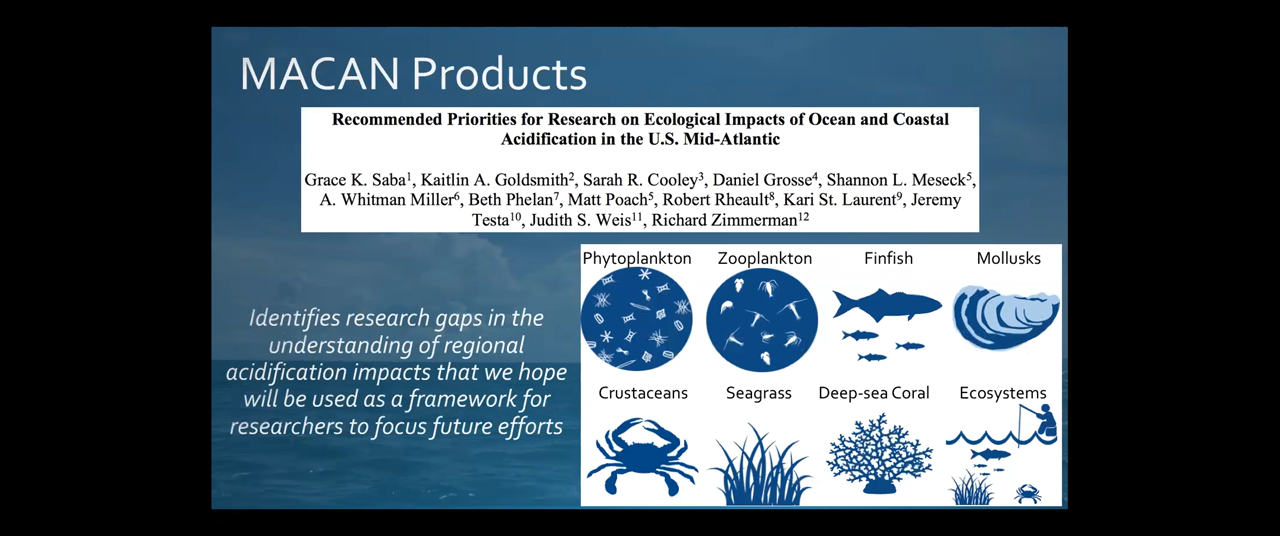 MACAN Products
Recommended Priorities for Research on Ecological Impacts of Ocean and Coastal
Acidification in the U.S. Mid-Atlantic
Grace K. Saba¹, Kaitlin A. Goldsmith², Sarah R. Cooley³, Daniel Grosse⁴, Shannon L. Meseck⁵,
A. Whitman Miller⁶, Beth Phelan⁷, Matt Poach⁵, Robert Rheault⁸, Kari St. Laurent⁹, Jeremy
Testa¹⁰, Judith S. Weis¹¹, Richard Zimmerman¹²
Identifies research gaps in the
understanding of regional
acidification impacts that we hope
will be used as a framework for
researchers to focus future efforts
Phytoplankton Zooplankton Finfish Mollusks
Crustaceans Seagrass Deep-sea Coral Ecosystems